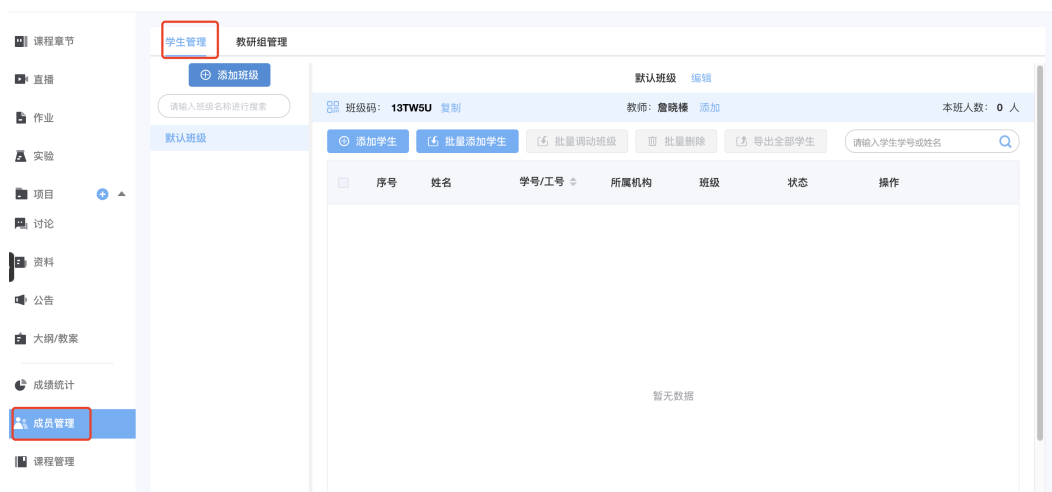 课程章节
直播
作业
实验
项目
讨论
资料
公告
大纲/教案
成绩统计
成员管理
课程管理
学生管理 教研组管理
添加班级
请输入班级名称进行搜索
默认班级
默认班级 编辑
班级码: 13TW5U 复制 教师: 詹晓榛 添加 本班人数: 0 人
添加学生 批量添加学生 批量调动班级 批量删除 导出全部学生 请输入学生学号或姓名
序号 姓名 学号/工号 所属机构 班级 状态 操作
暂无数据